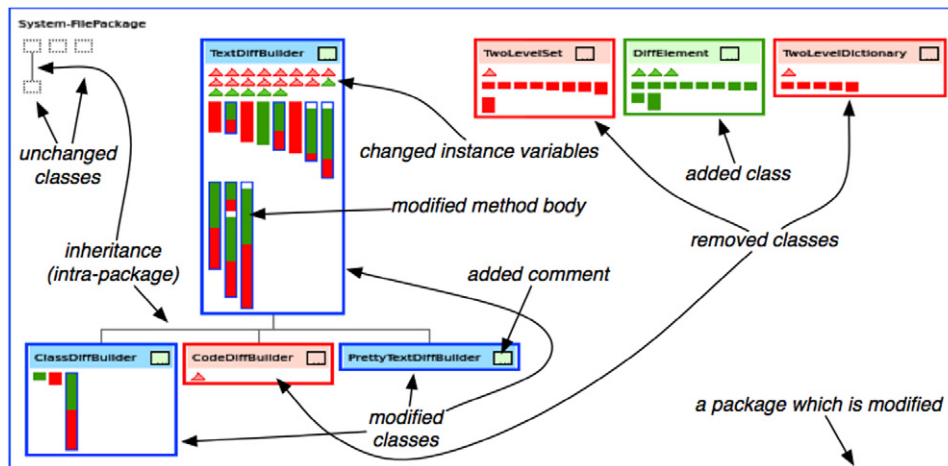 System-FilePackage
TextDiffBuilder
TwoLevelSet
DiffElement
TwoLevelDictionary
unchanged
classes
changed instance variables
added class
modified method body
removed classes
inheritance
(intra-package)
added comment
ClassDiffBuilder
CodeDiffBuilder
PrettyTextDiffBuilder
modified
classes
a package which is modified